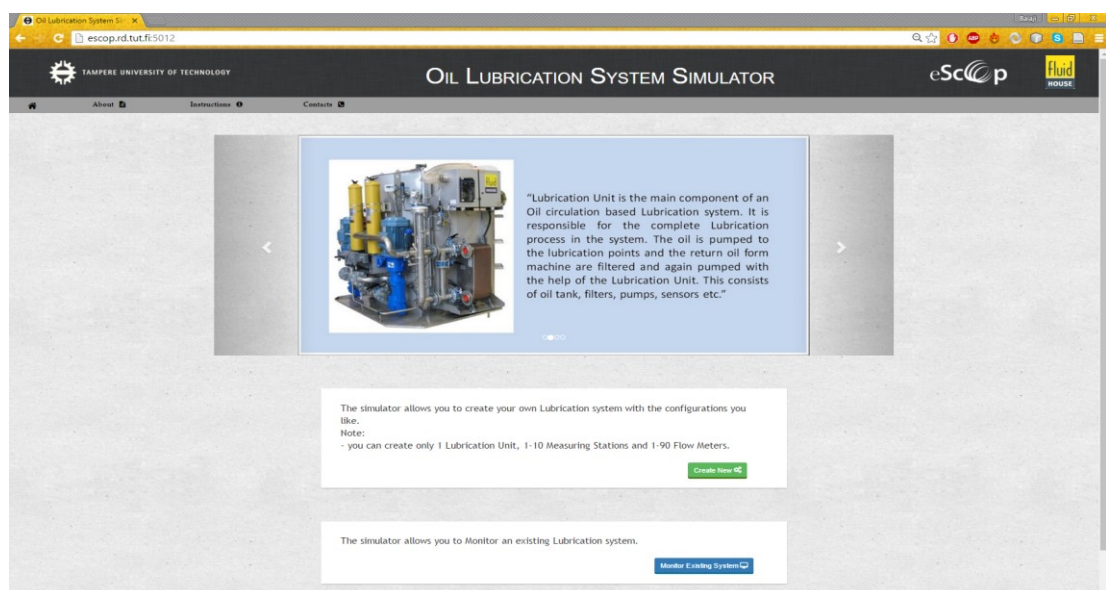 Oil Lubrication System Si
Balaji
escop.rd.tut.fi:5012
TAMPERE UNIVERSITY OF TECHNOLOGY
OIL LUBRICATION SYSTEM SIMULATOR
eScop
fluid
HOUSE
About
Instructions
Contacts
"Lubrication Unit is the main component of an
Oil circulation based Lubrication system. It is
responsible for the complete Lubrication
process in the system. The oil is pumped to
the lubrication points and the return oil form
machine are filtered and again pumped with
the help of the Lubrication Unit. This consists
of oil tank, filters, pumps, sensors etc."
The simulator allows you to create your own Lubrication system with the configurations you
like.
Note:
- you can create only 1 Lubrication Unit, 1-10 Measuring Stations and 1-90 Flow Meters.
Create New
The simulator allows you to Monitor an existing Lubrication system.
Monitor Existing System